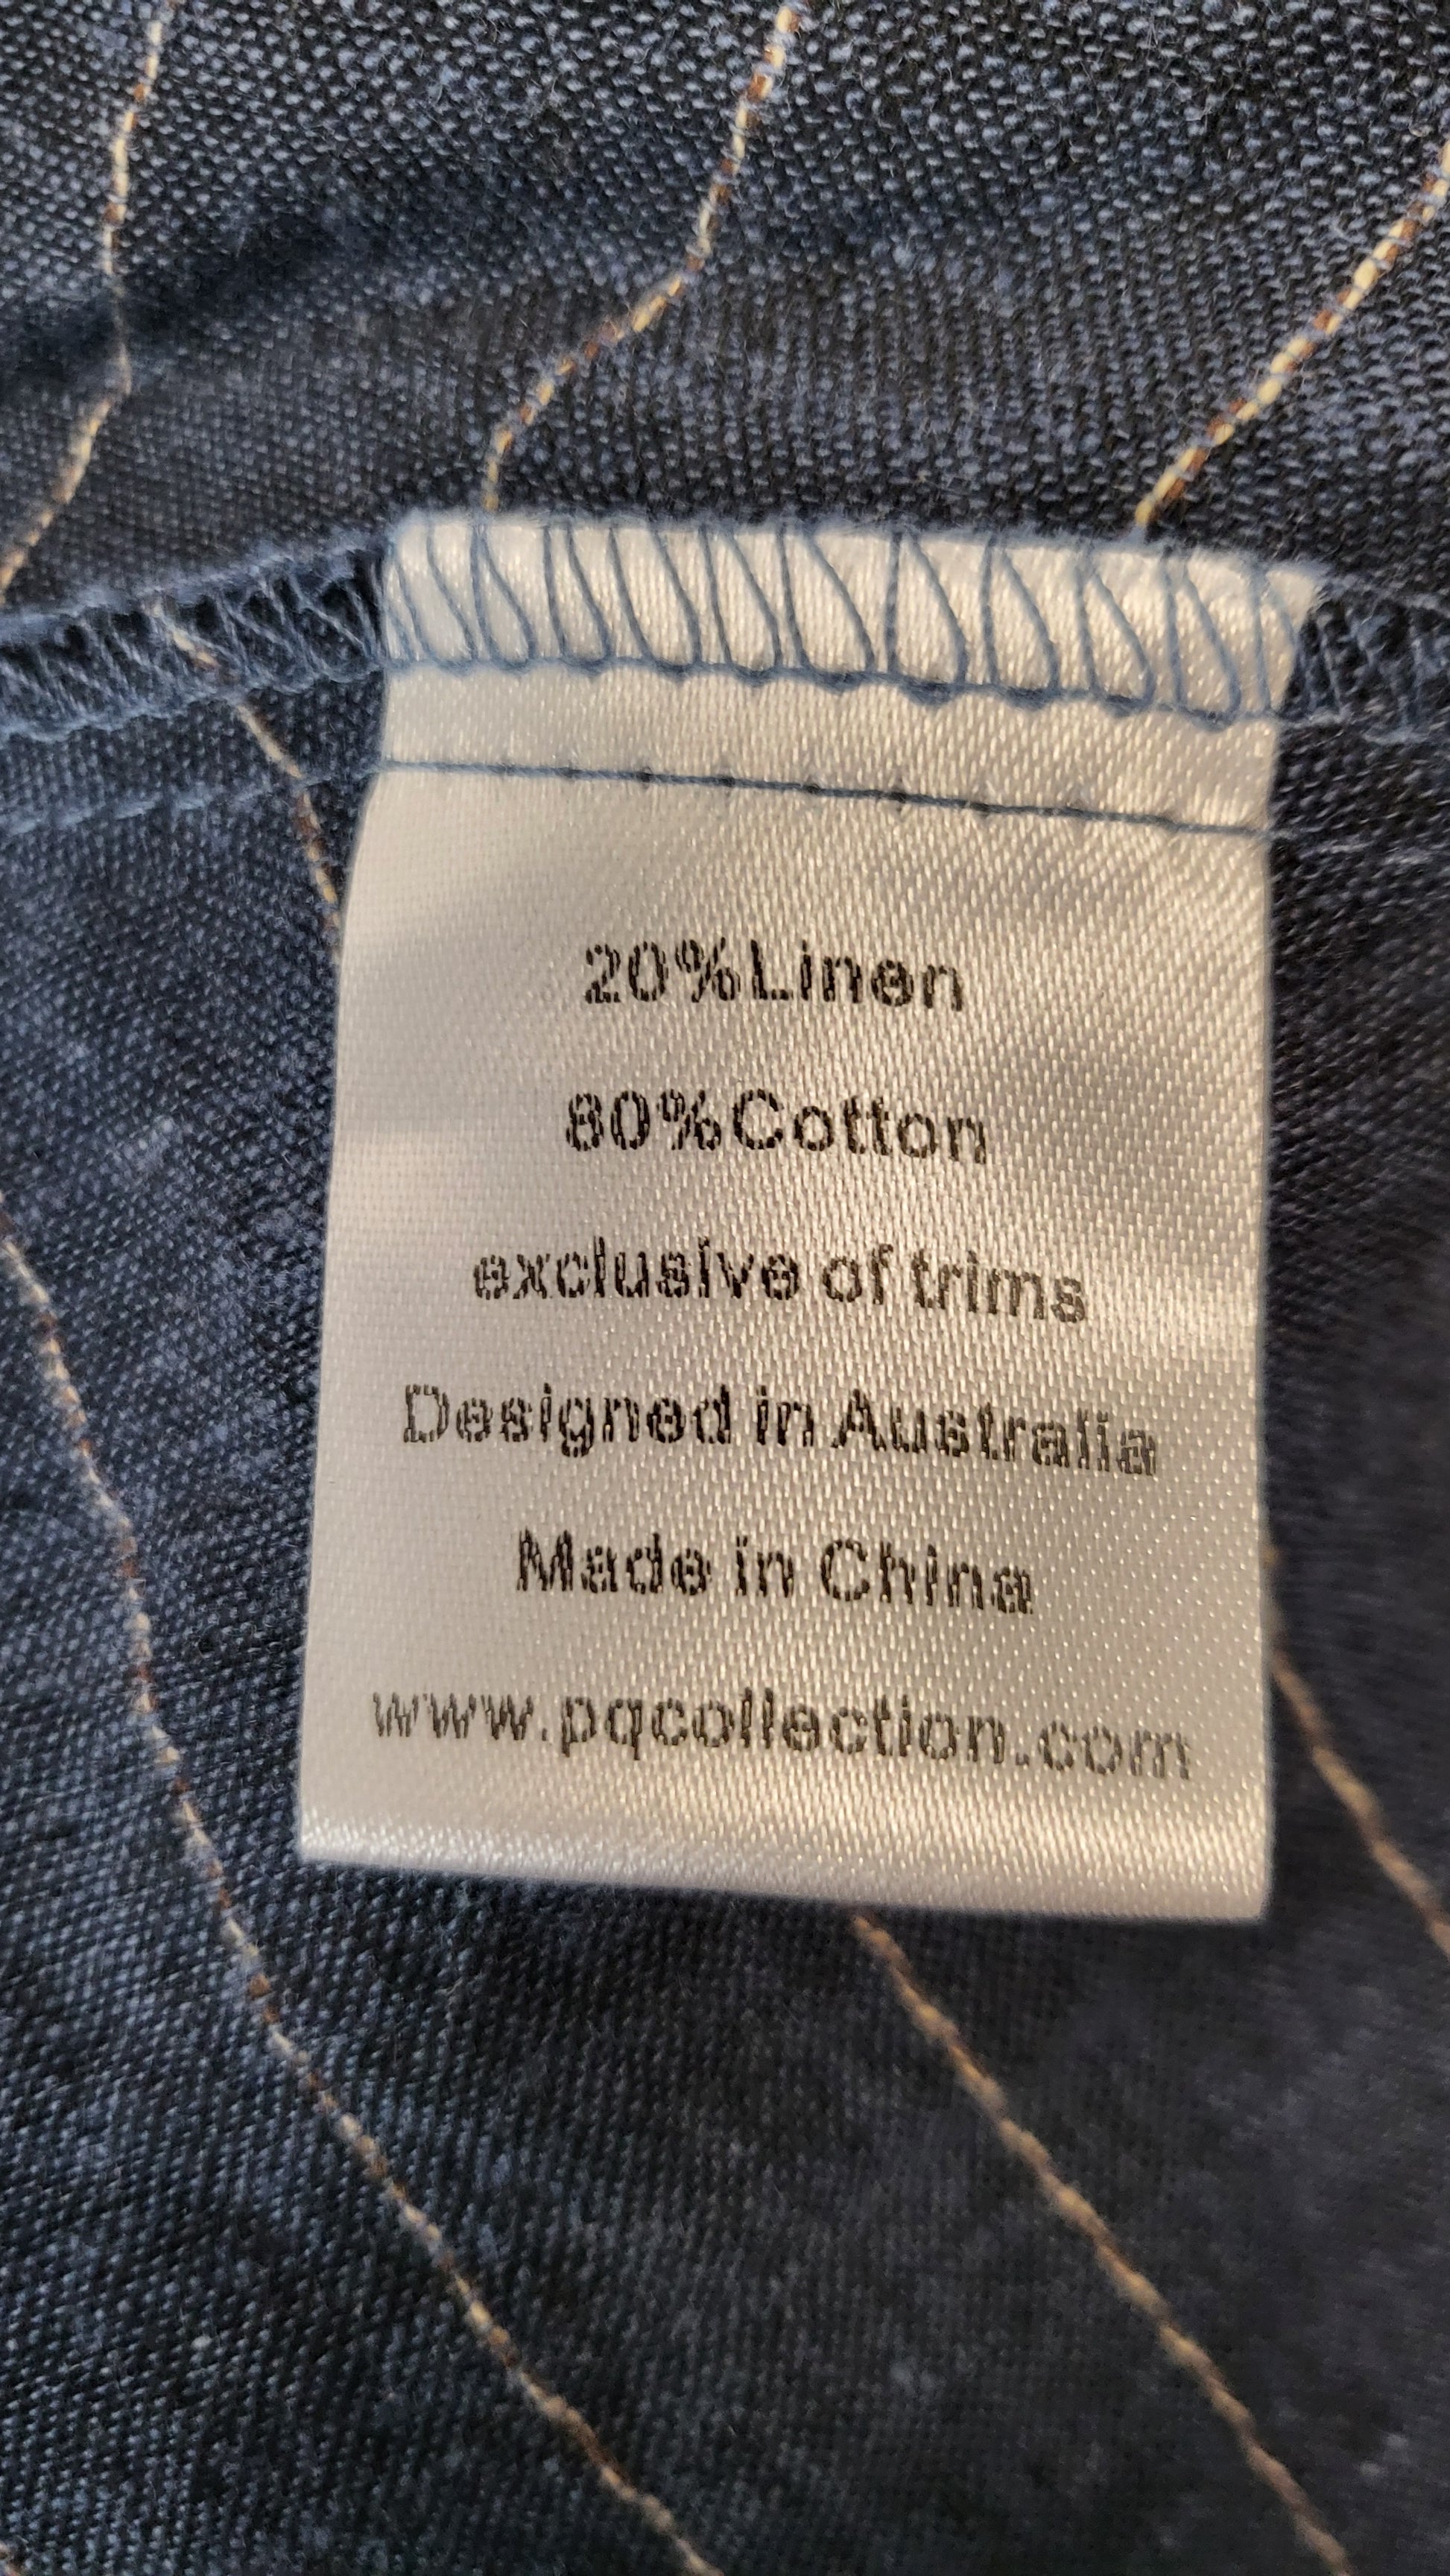 20%Linen
80%Cotton
exclusive of trims
Designed in Australia
Made in China
www.pqcollection.com